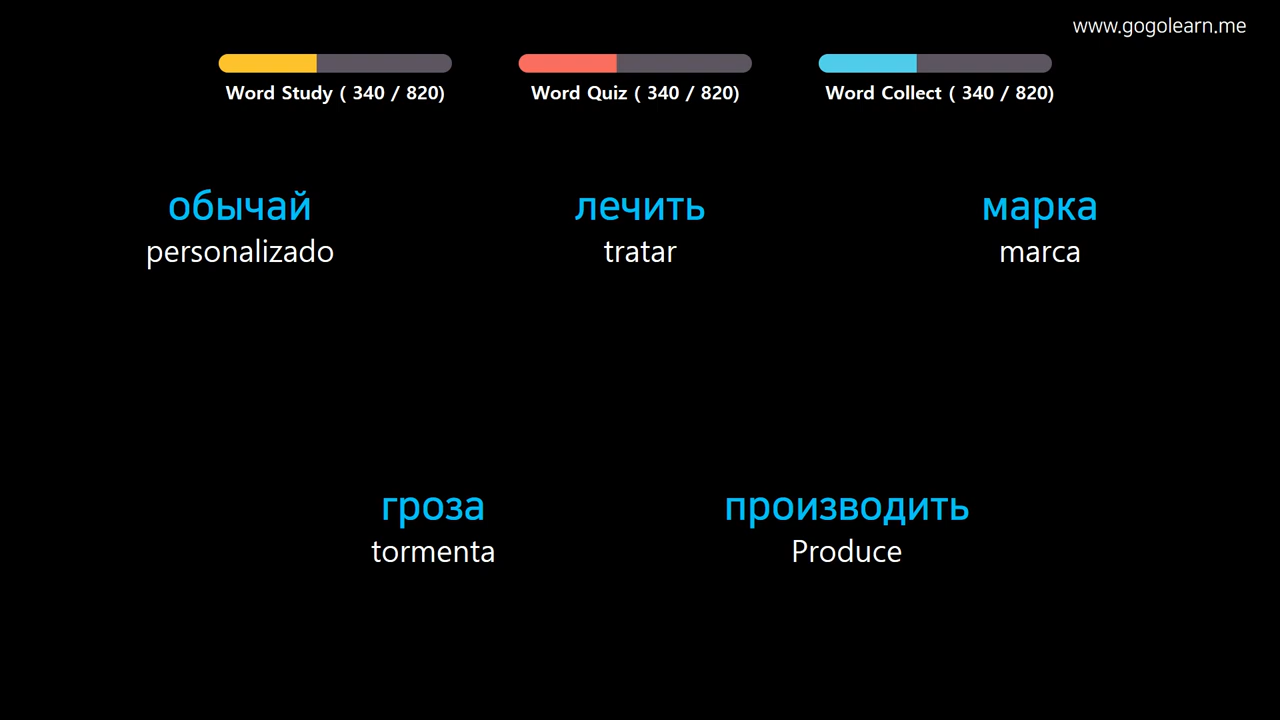 www.gogolearn.me
Word Study ( 340 / 820)
Word Quiz ( 340 / 820)
Word Collect ( 340 / 820)
обычай
personalizado
лечить
tratar
марка
marca
гроза
tormenta
производить
Produce